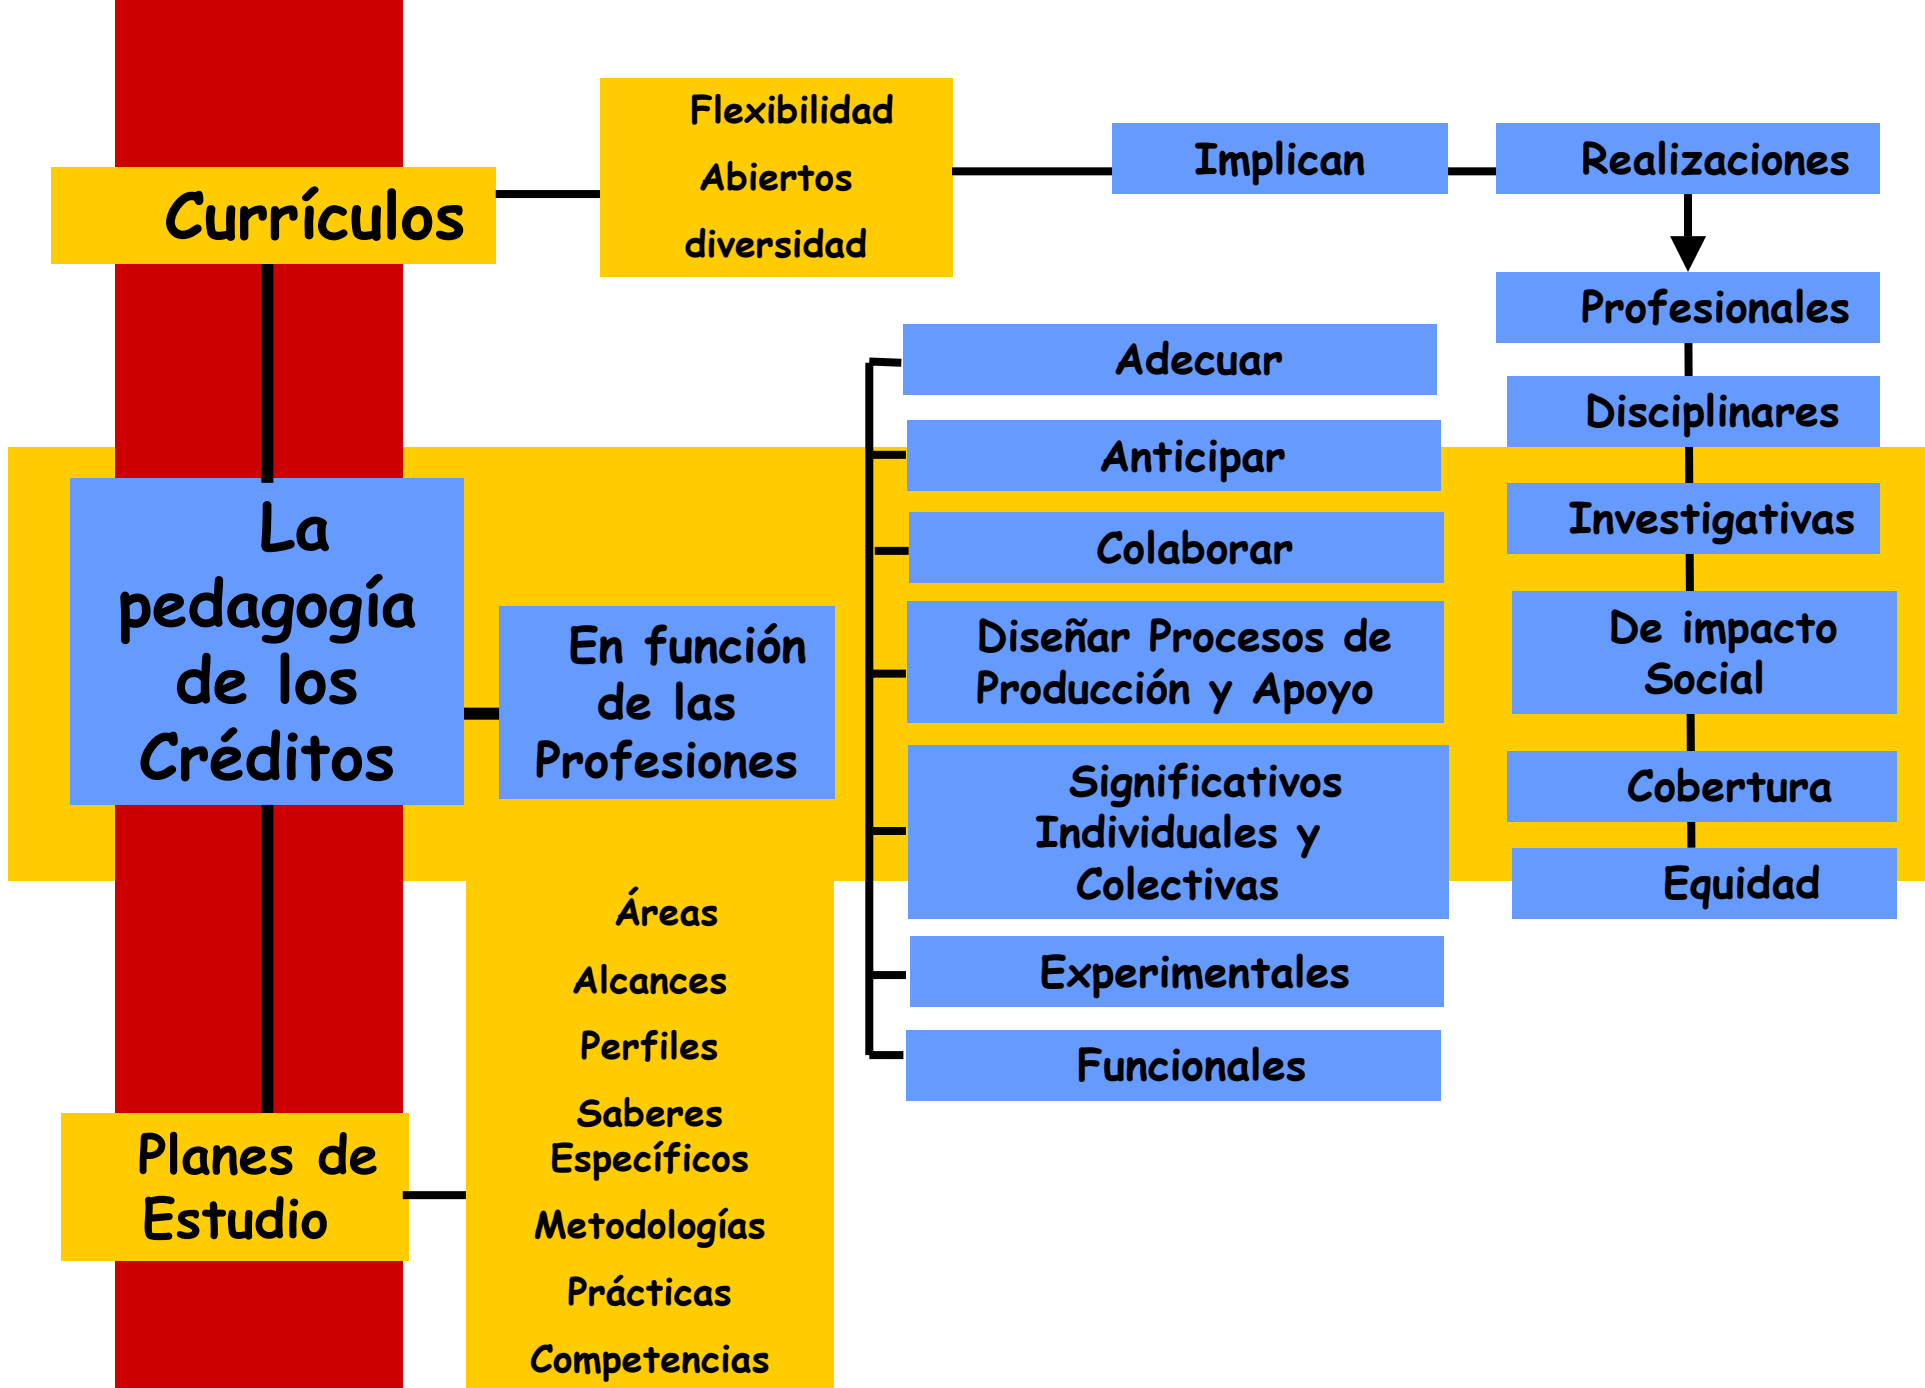 Currículos
Flexibilidad
Abiertos
diversidad
Implican
Realizaciones
Profesionales
Disciplinares
Investigativas
De impacto
Social
Cobertura
Equidad
La
pedagogía
de los
Créditos
En función
de las
Profesiones
Adecuar
Anticipar
Colaborar
Diseñar Procesos de
Producción y Apoyo
Significativos
Individuales y
Colectivas
Experimentales
Funcionales
Planes de
Estudio
Áreas
Alcances
Perfiles
Saberes
Específicos
Metodologías
Prácticas
Competencias